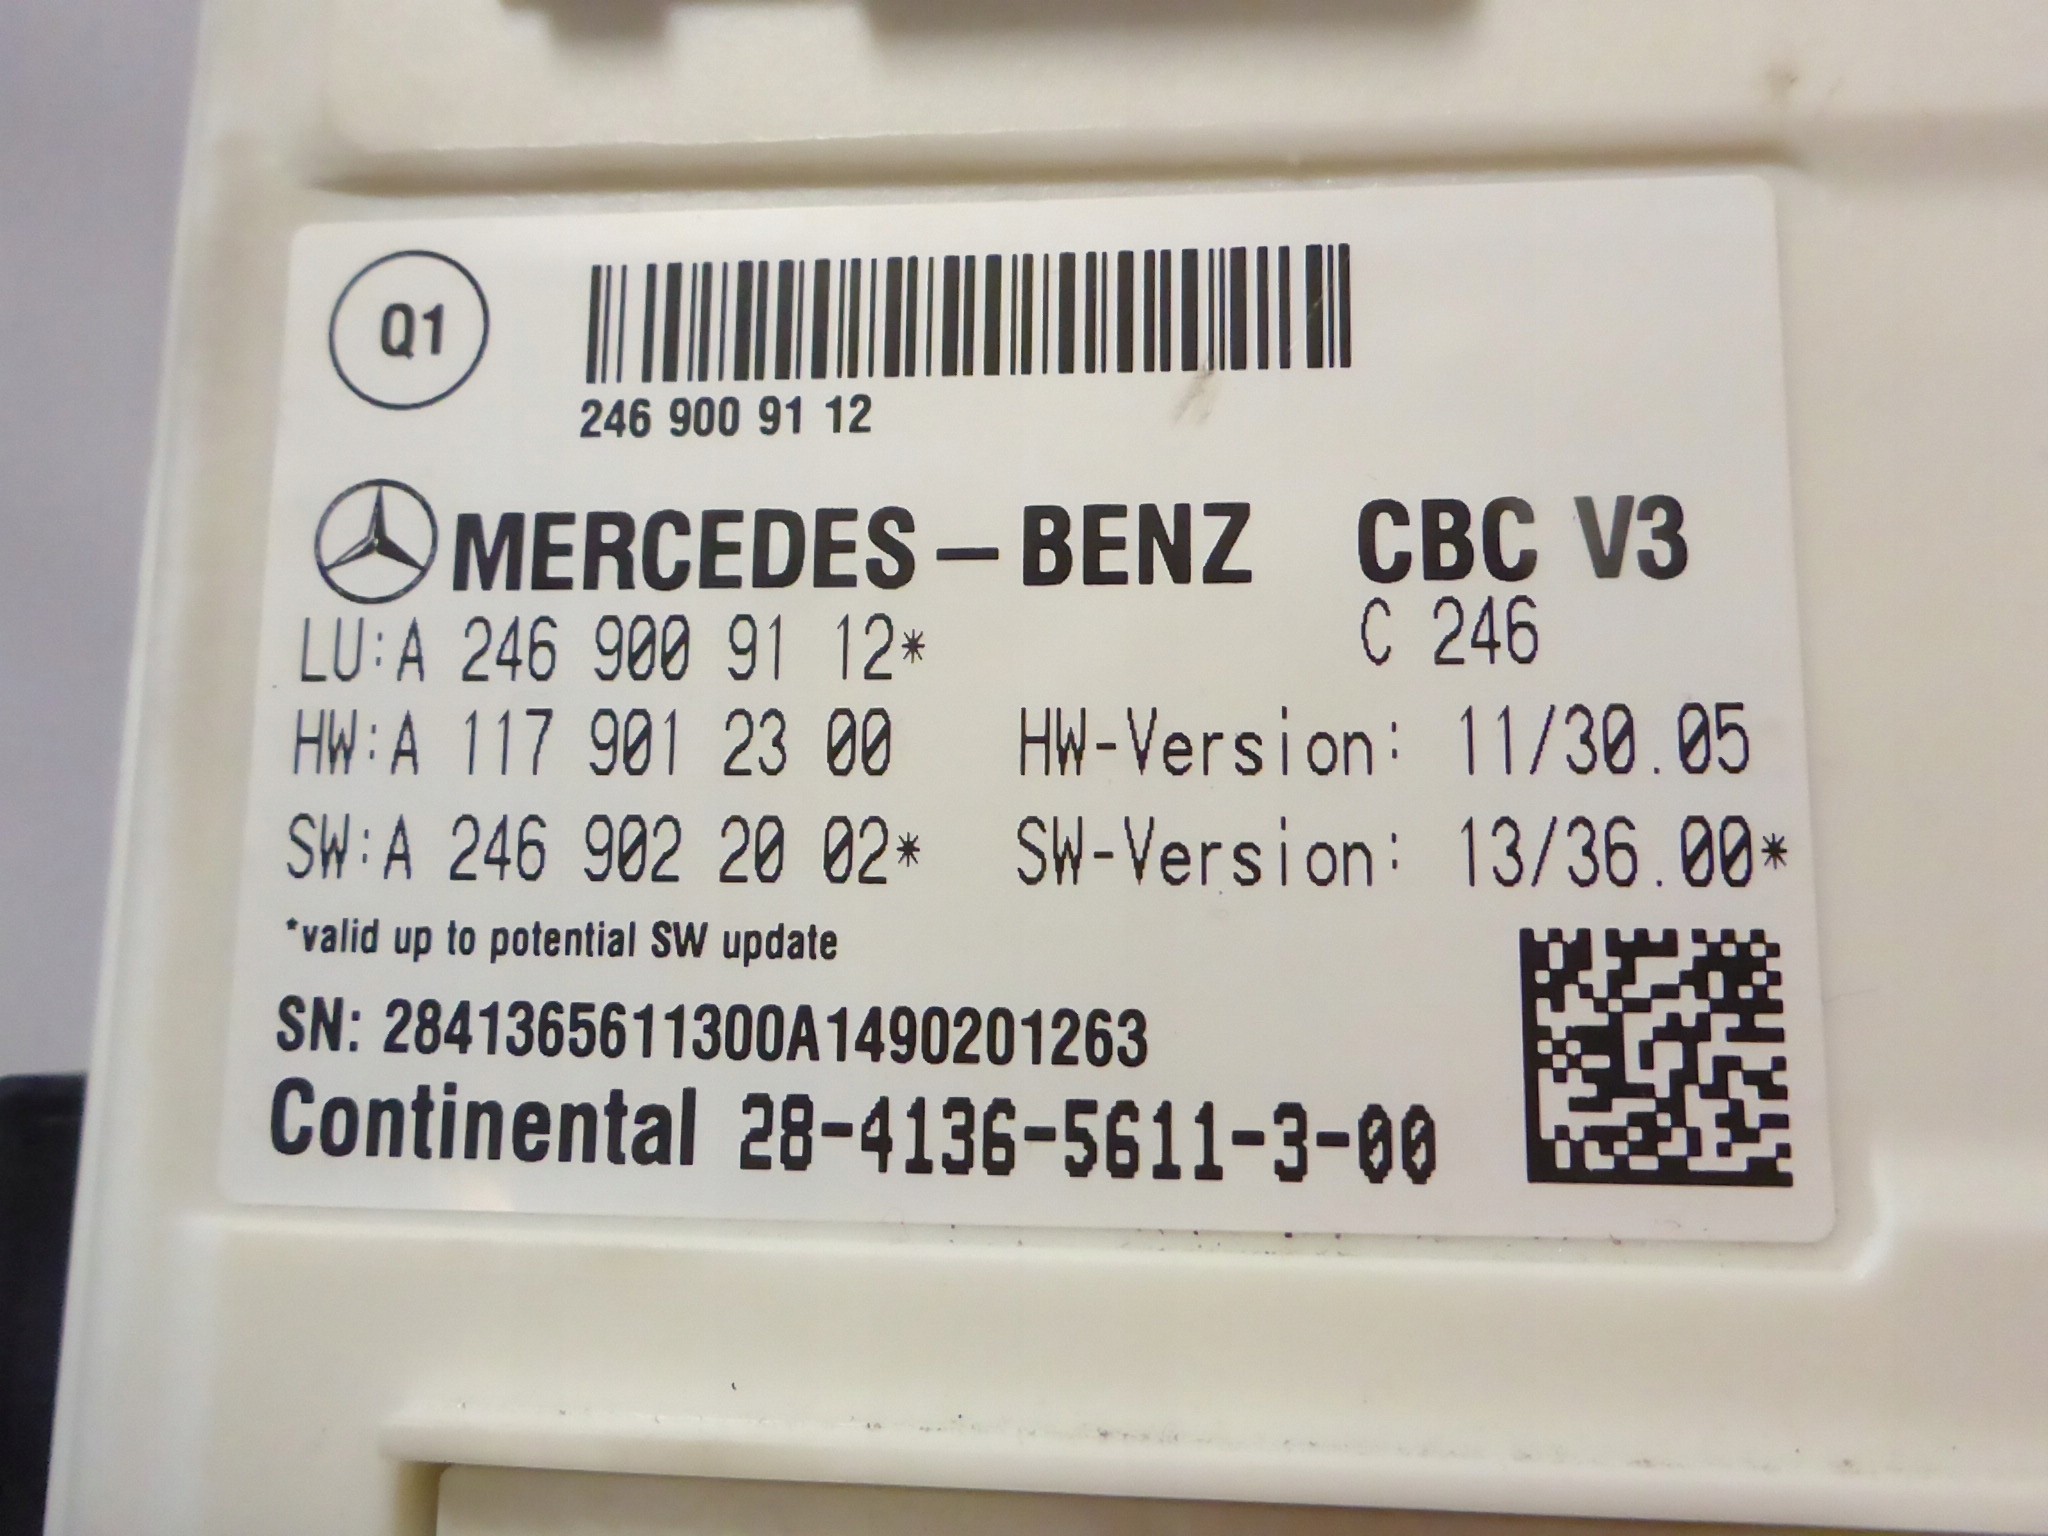 Q1
246 900 91 12
MERCEDES-BENZ CBC V3
LU:A 246 900 91 12* C 246
HW:A 117 901 23 00 HW-Version: 11/30.05
SW:A 246 902 20 02* SW-Version: 13/36.00*
*valid up to potential SW update
SN: 2841365611300A1490201263
Continental 28-4136-5611-3-00